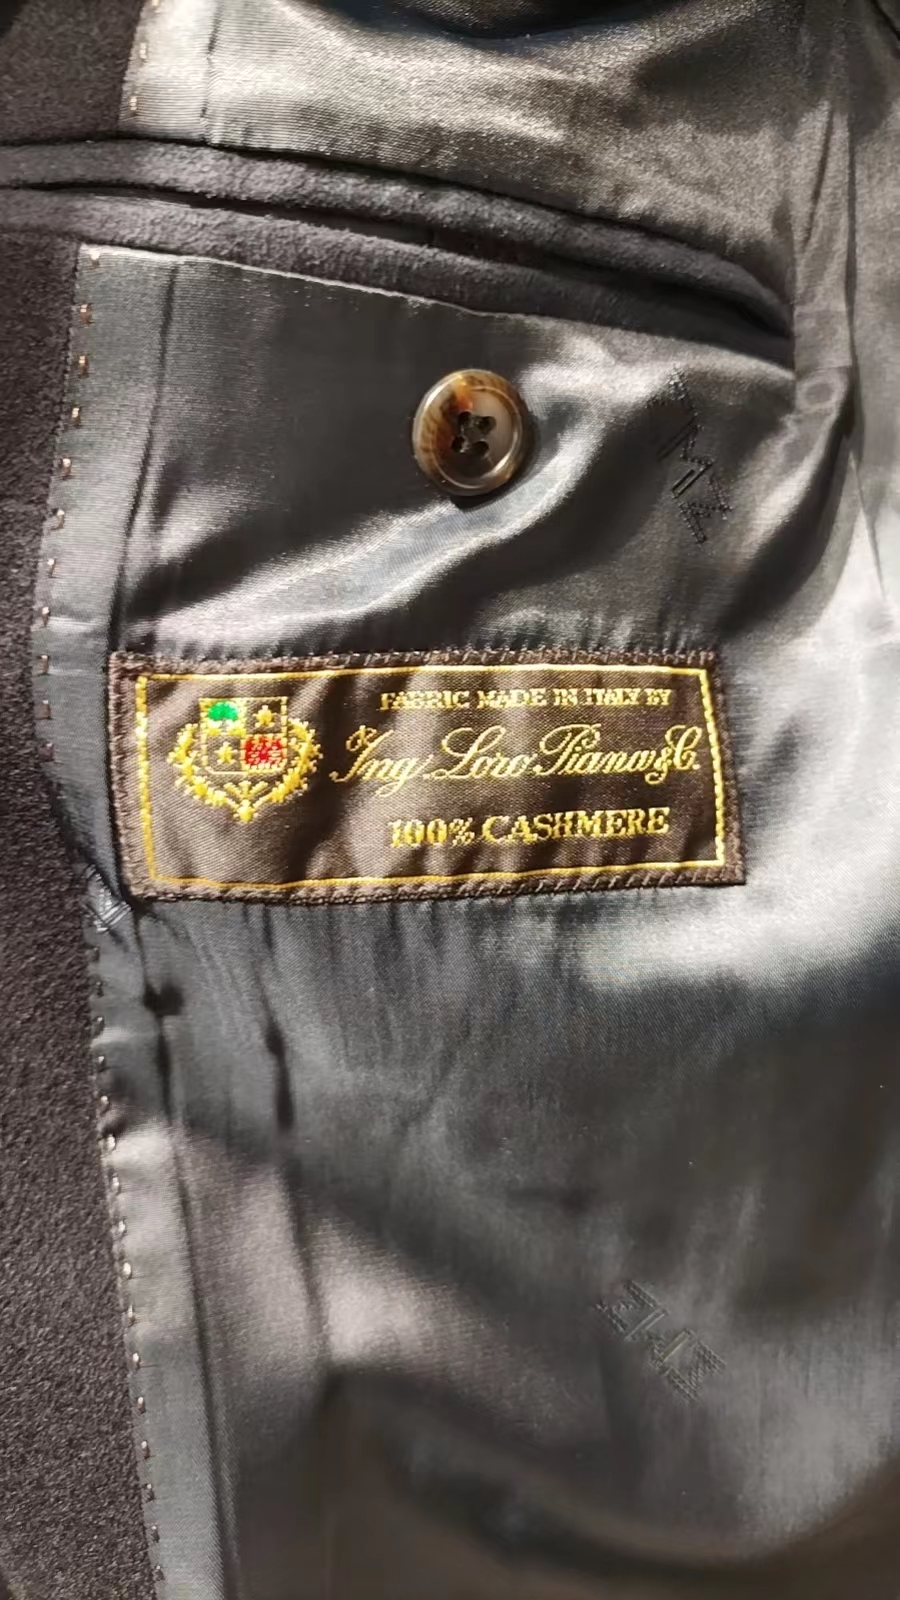 FABRIC MADE IN ITALY BY
Ing. Loro Piana & C.
100% CASHMERE